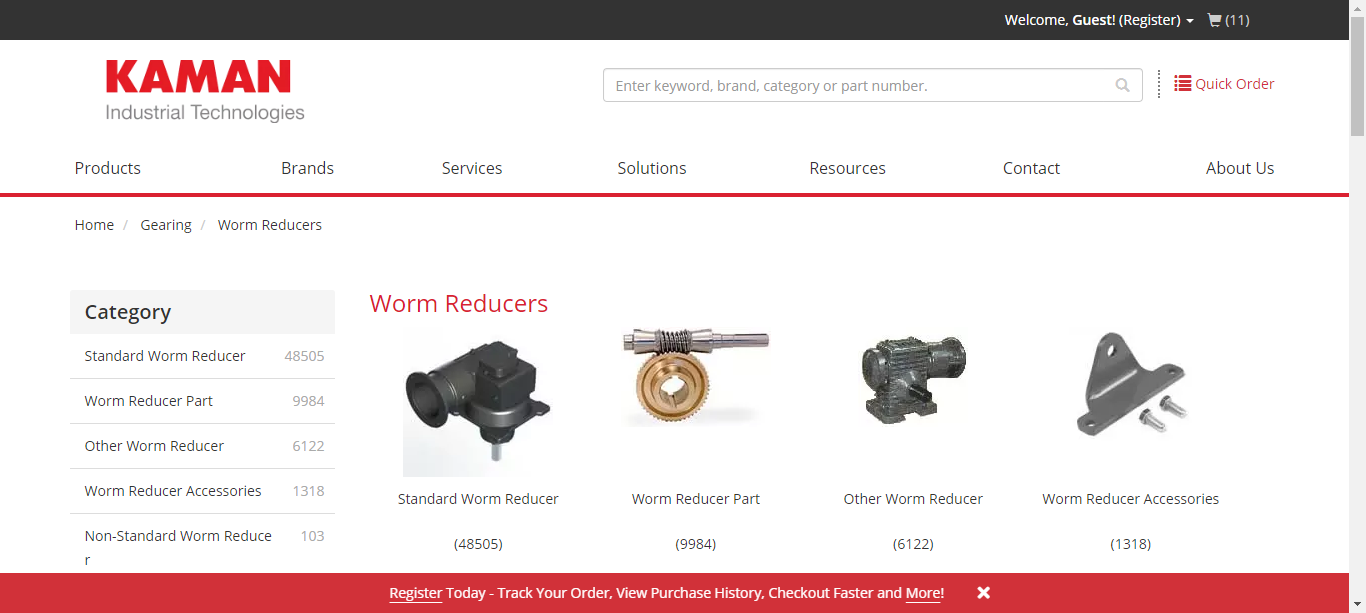 Welcome, Guest! (Register) (11)
KAMAN
Industrial Technologies
Enter keyword, brand, category or part number.
Quick Order
Products Brands Services Solutions Resources Contact About Us
Home / Gearing / Worm Reducers
Category
Standard Worm Reducer 48505
Worm Reducer Part 9984
Other Worm Reducer 6122
Worm Reducer Accessories 1318
Non-Standard Worm Reduce 103
r
Worm Reducers
Standard Worm Reducer Worm Reducer Part Other Worm Reducer Worm Reducer Accessories
(48505) (9984) (6122) (1318)
Register Today - Track Your Order, View Purchase History, Checkout Faster and More!